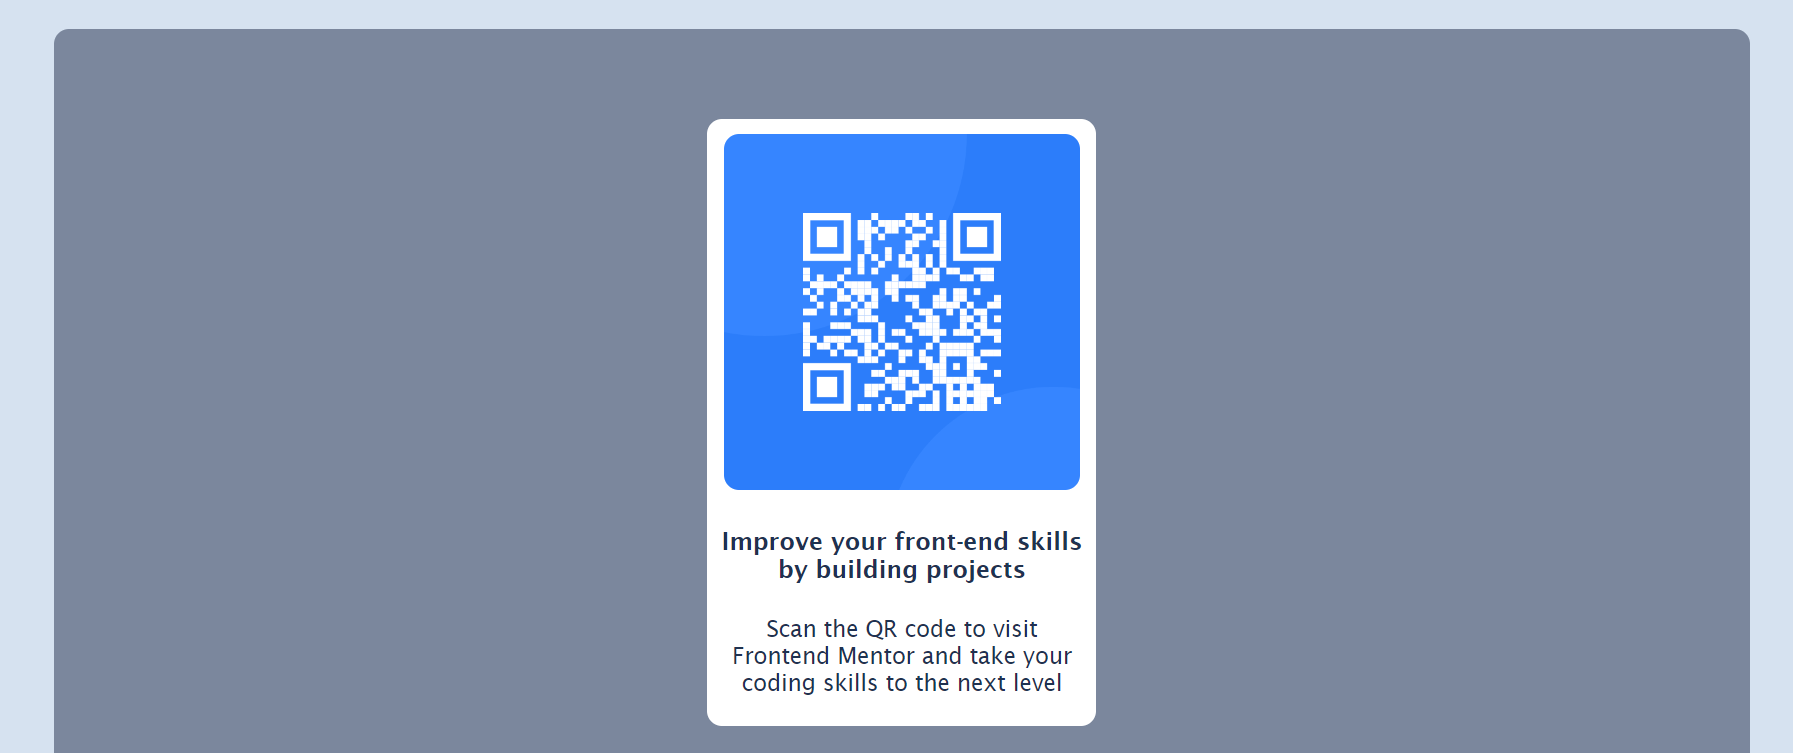 Improve your front-end skills
by building projects
Scan the QR code to visit
Frontend Mentor and take your
coding skills to the next level